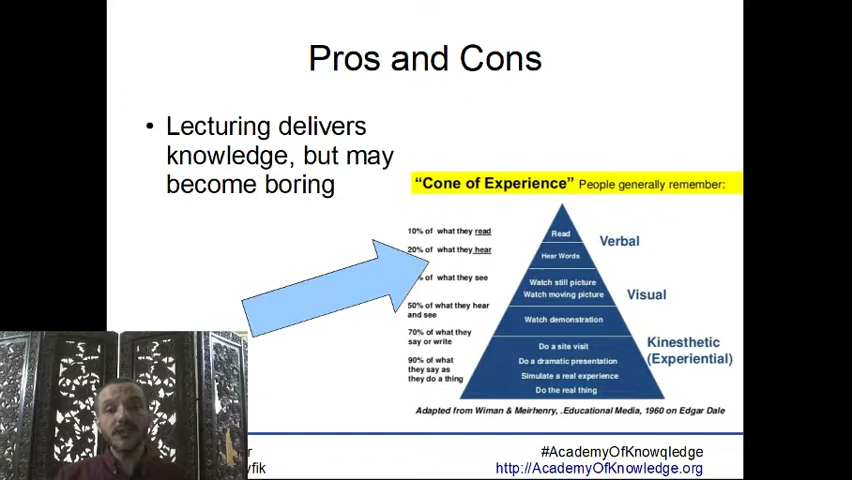 Pros and Cons
• Lecturing delivers
knowledge, but may
become boring
“Cone of Experience” People generally remember:
10% of what they read
20% of what they hear
% of what they see
50% of what they hear
and see
70% of what they
say or write
90% of what
they say as
they do a thing
Read
Hear Words
Watch still picture
Watch moving picture
Watch demonstration
Do a site visit
Do a dramatic presentation
Simulate a real experience
Do the real thing
Verbal
Visual
Kinesthetic
(Experiential)
Adapted from Wiman & Meirhenry, .Educational Media, 1960 on Edgar Dale
#AcademyOfKnowqledge
http://AcademyOfKnowledge.org